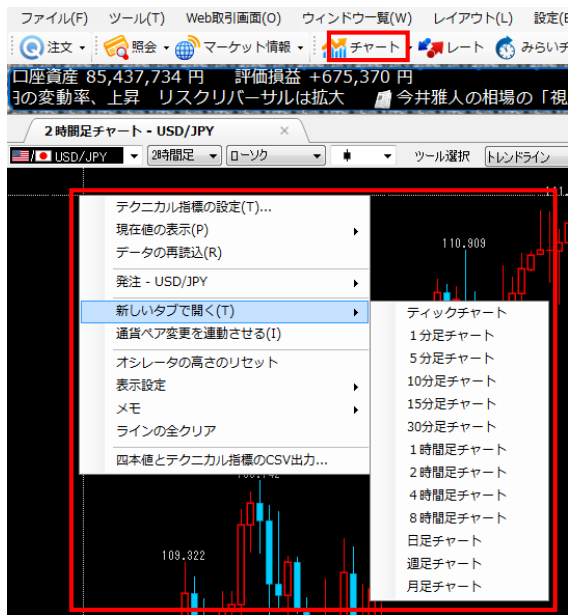 ファイル(F) ツール(T) Web取引画面(O) ウィンドウ一覧(W) レイアウト(L) 設定(
注文 照会 マーケット情報 チャート レート みらいチ
口座資産 85,437,734 円 評価損益 +675,370 円
の変動率、上昇 リスクリバーサルは拡大 今井雅人の相場の「視
2時間足チャート - USD/JPY ×
USD/JPY 2時間足 ローソク ツール選択 トレンドライン
テクニカル指標の設定(T)...
現在値の表示(P)
データの再読込(R)
発注 - USD/JPY
新しいタブで開く(T)
通貨ペア変更を連動させる(I)
オシレータの高さのリセット
表示設定
メモ
ラインの全クリア
四本値とテクニカル指標のCSV出力...
110.909
ティックチャート
1分足チャート
5分足チャート
10分足チャート
15分足チャート
30分足チャート
1時間足チャート
2時間足チャート
4時間足チャート
8時間足チャート
日足チャート
週足チャート
月足チャート
109.322